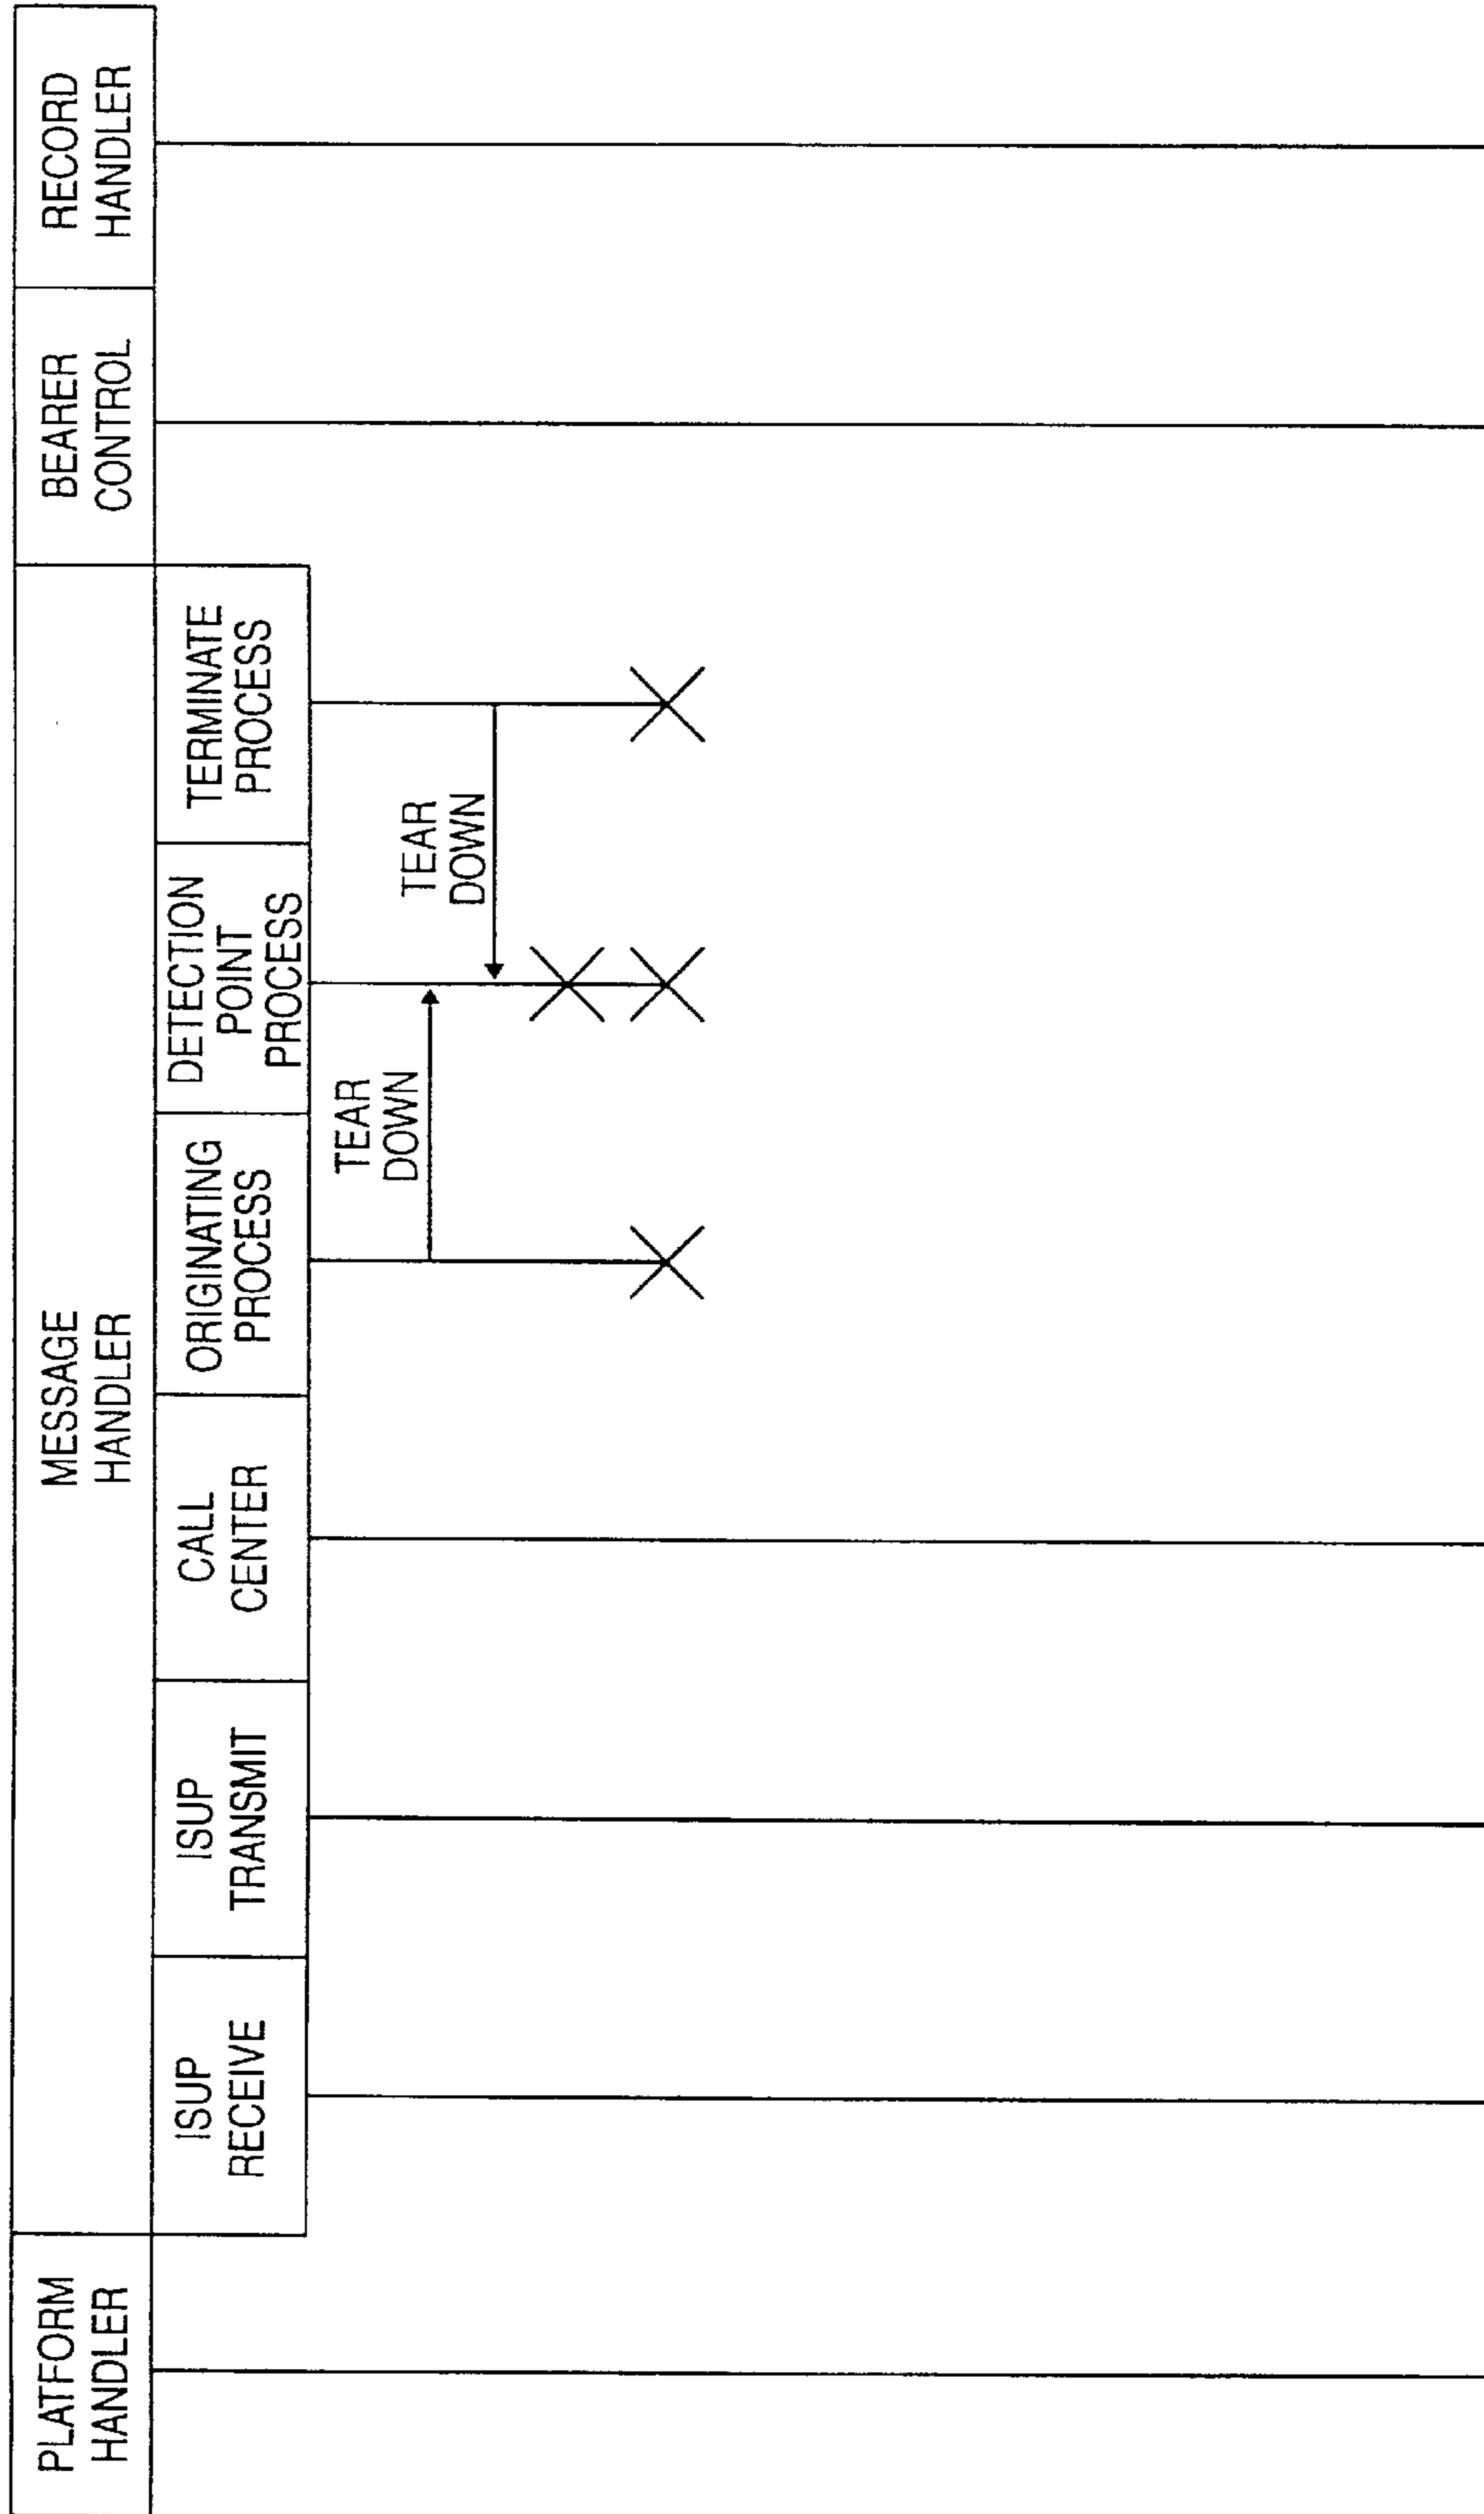 PLATFORM
HANDLER
MESSAGE
HANDLER
BEARER
CONTROL
RECORD
HANDLER
ISUP
RECEIVE
ISUP
TRANSMIT
CALL
CENTER
ORIGINATING
PROCESS
DETECTION
POINT
PROCESS
TERMINATE
PROCESS
TEAR
DOWN
TEAR
DOWN